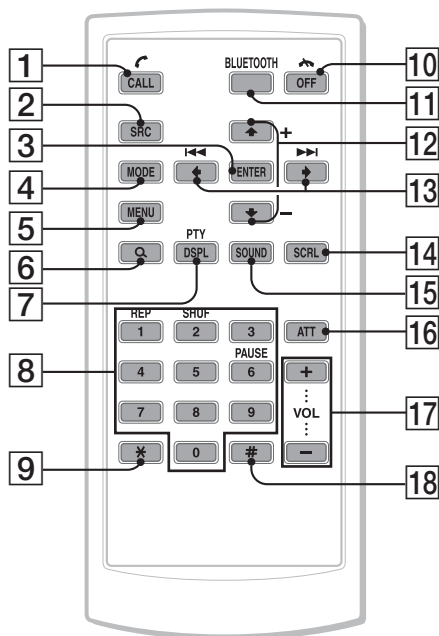 1 CALL BLUETOOTH OFF 10
11
2 SRC + 12
3 ENTER
4 MODE 13
5 MENU –
6 PTY
7 DSPL SOUND SCRL 14
15
REP SHUF
8 1 2 3 ATT 16
PAUSE
4 5 6 +
VOL 17
7 8 9 –
9 * 0 # 18